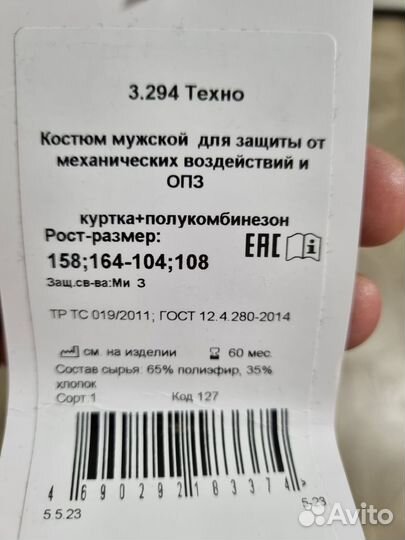 3.294 Техно
Костюм мужской для защиты от
механических воздействий и
ОПЗ
куртка+полукомбинезон
Рост-размер:
EAC
158;164-104;108
Защ.св-ва:Ми З
ТР ТС 019/2011; ГОСТ 12.4.280-2014
см. на изделии 60 мес.
Состав сырья: 65% полиэфир, 35%
хлопок
Сорт 1 Код 127
4 690292 183374 >
5.5.23 5-23
Avito